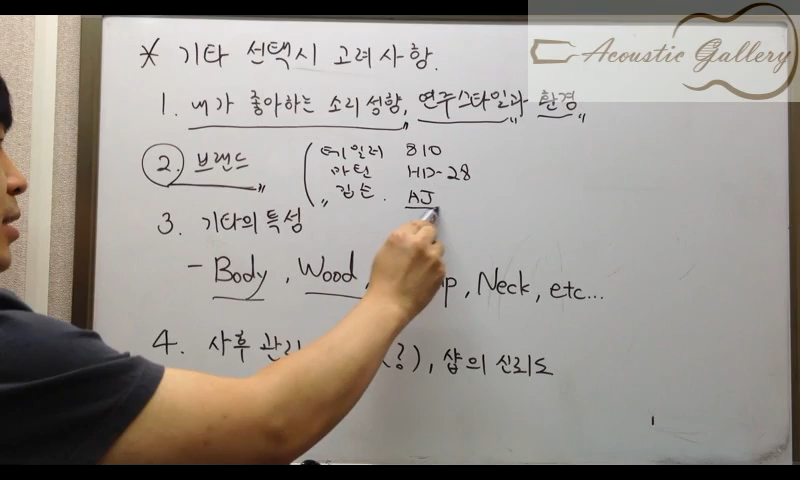 Acoustic Gallery
* 기타 선택시 고려사항.
1. 내가 좋아하는 소리성향, 연주스타일과 환경
2. 브랜드
테일러 810
마틴 HD-28
깁슨. AJ
3. 기타의 특성
- Body, Wood, Neck, etc...
4. 사후관리 (?), 샵의 신뢰도